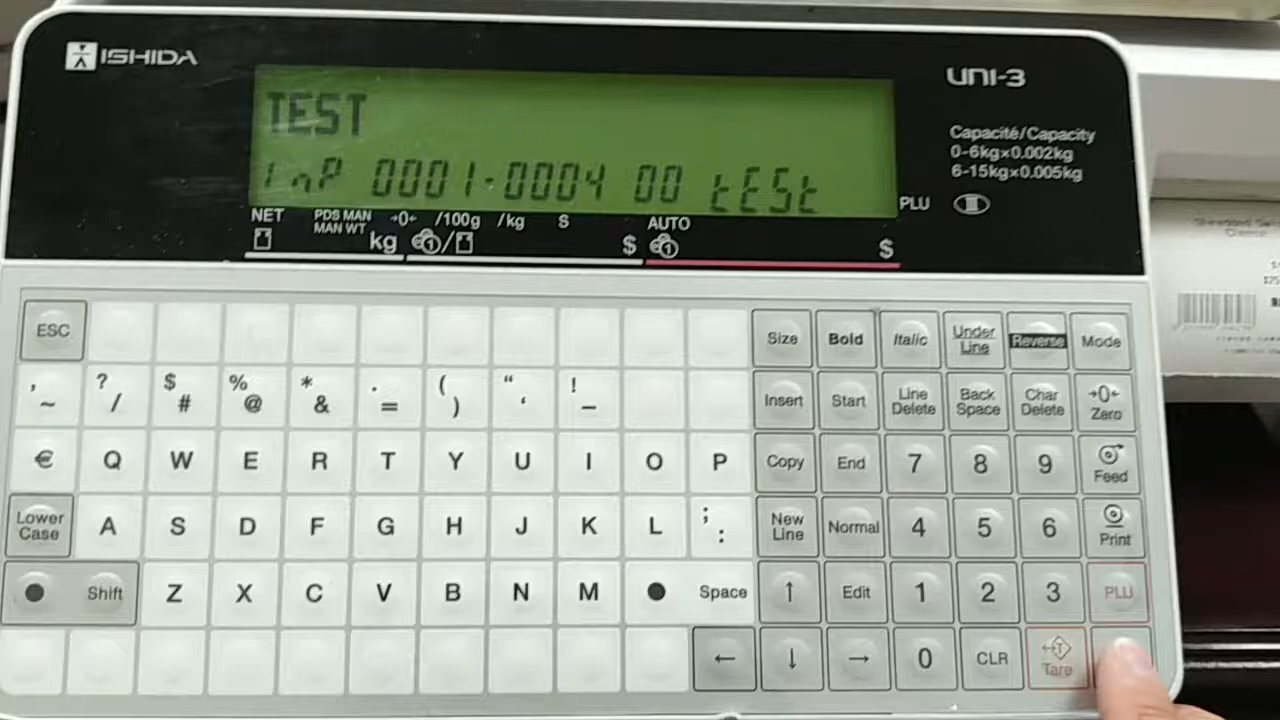 ISHIDA
UNI-3
TEST
InP 0001.0004 00 tESt
Capacité/Capacity
0-6kg×0.002kg
6-15kg×0.005kg
PLU
NET
PDS MAN
MAN WT
→0← /100g /kg $
AUTO
kg
$
$
ESC
Size Bold Italic Under Line Reverse Mode
, ~ ? / $ # % @ * & . = ( ) “ ‘ ! _
Insert Start Line Delete Back Space Char Delete →0← Zero
€ Q W E R T Y U I O P Copy End 7 8 9 Feed
Lower Case A S D F G H J K L ; : New Line Normal 4 5 6 Print
● Shift Z X C V B N M ● Space ↑ Edit 1 2 3 PLU
← ↓ → 0 CLR T Tare